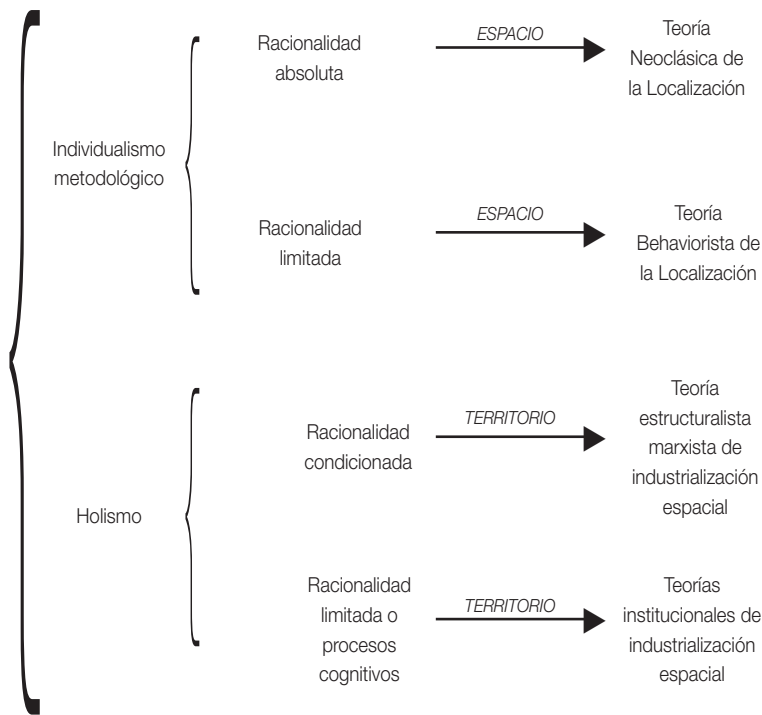 Racionalidad
absoluta
ESPACIO
Teoría
Neoclásica de
la Localización
Individualismo
metodológico
Racionalidad
limitada
ESPACIO
Teoría
Behaviorista de
la Localización
Holismo
Racionalidad
condicionada
TERRITORIO
Teoría
estructuralista
marxista de
industrialización
espacial
Racionalidad
limitada o
procesos
cognitivos
TERRITORIO
Teorías
institucionales de
industrialización
espacial